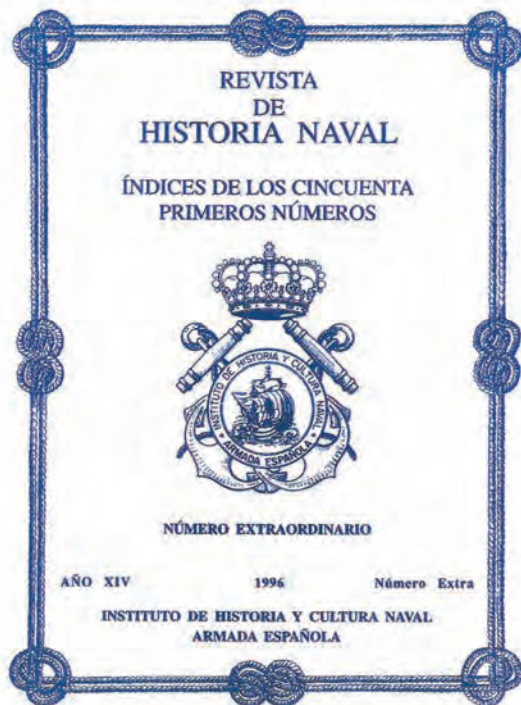 REVISTA
DE
HISTORIA NAVAL
ÍNDICES DE LOS CINCUENTA
PRIMEROS NÚMEROS
INSTITUTO DE HISTORIA Y CULTURA NAVAL
ARMADA ESPAÑOLA
NÚMERO EXTRAORDINARIO
AÑO XIV 1996 Número Extra
INSTITUTO DE HISTORIA Y CULTURA NAVAL
ARMADA ESPAÑOLA